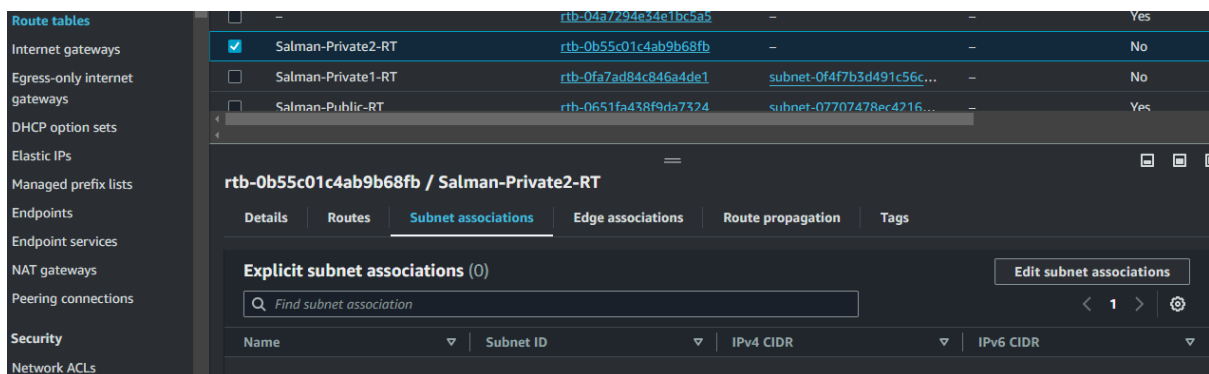 Route tables
Internet gateways
Egress-only internet
gateways
DHCP option sets
Elastic IPs
Managed prefix lists
Endpoints
Endpoint services
NAT gateways
Peering connections
Security
Network ACLs
– rtb-04a7294e34e1bc5a5 – – Yes
Salman-Private2-RT rtb-0b55c01c4ab9b68fb – – No
Salman-Private1-RT rtb-0fa7ad84c846a4de1 subnet-0f4f7b3d491c56c... – No
Salman-Public-RT rtb-0651fa438f9da7324 subnet-07707478ec4216... – Yes
rtb-0b55c01c4ab9b68fb / Salman-Private2-RT
Details Routes Subnet associations Edge associations Route propagation Tags
Explicit subnet associations (0) Edit subnet associations
Find subnet association 1
Name Subnet ID IPv4 CIDR IPv6 CIDR